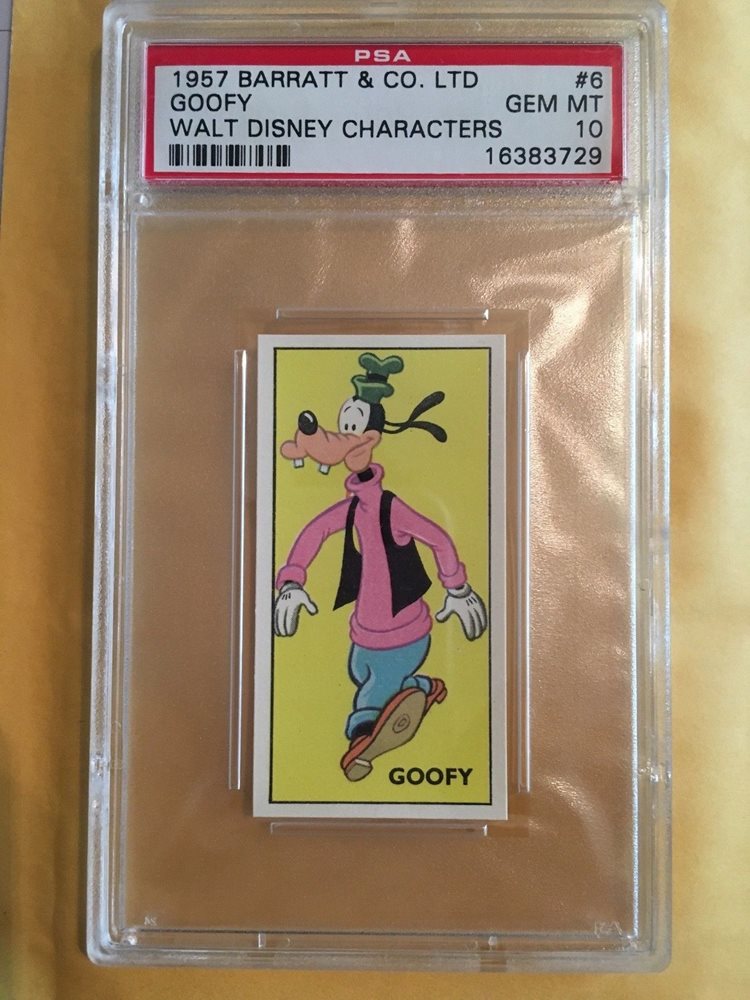 PSA
1957 BARRATT & CO. LTD #6
GOOFY GEM MT
WALT DISNEY CHARACTERS 10
16383729
©
GOOFY